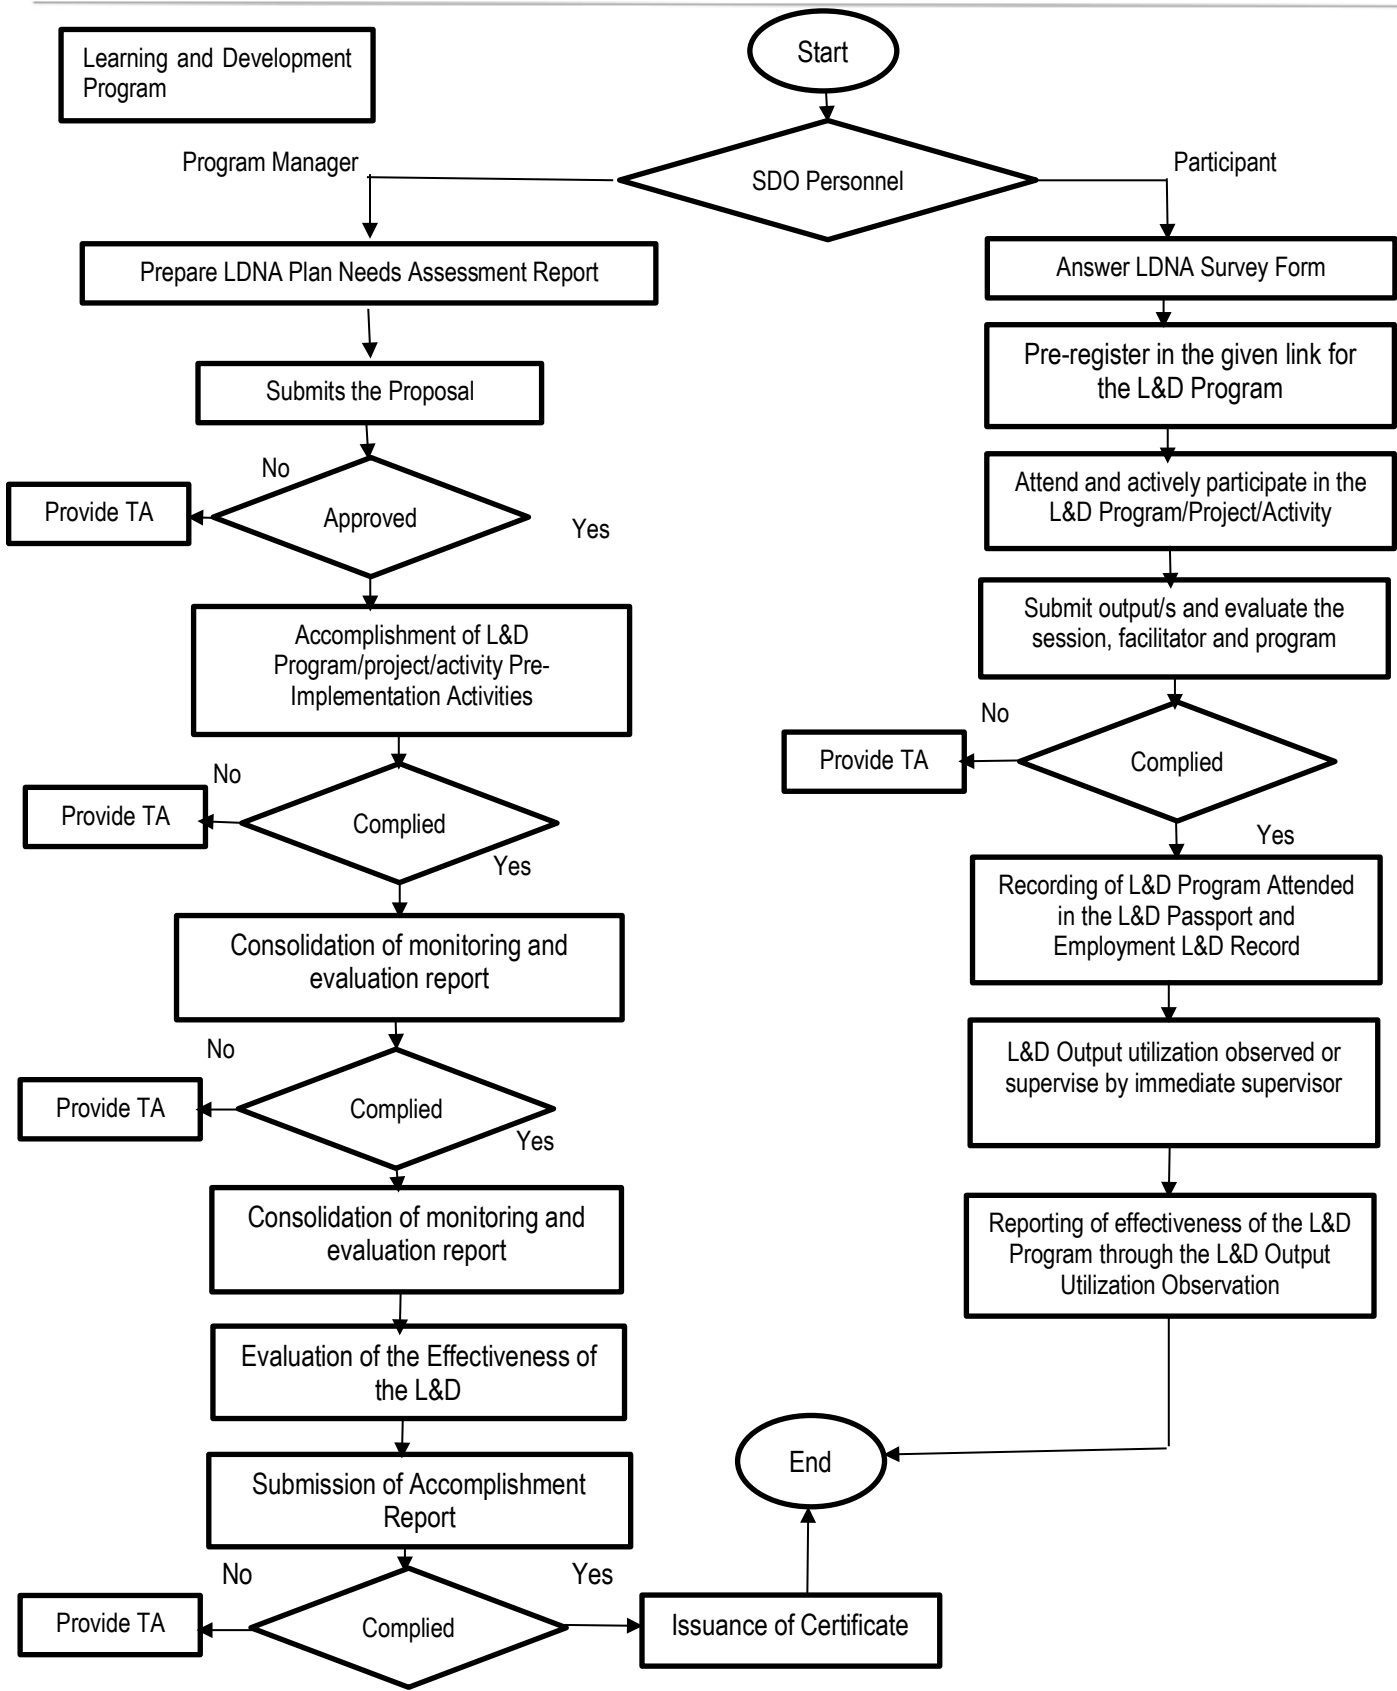 Learning and Development
Program
Start
SDO Personnel
Program Manager
Participant
Prepare LDNA Plan Needs Assessment Report
Submits the Proposal
No
Approved
Yes
Provide TA
Accomplishment of L&D
Program/project/activity Pre-
Implementation Activities
No
Complied
Yes
Provide TA
Consolidation of monitoring and
evaluation report
No
Complied
Yes
Provide TA
Consolidation of monitoring and
evaluation report
Evaluation of the Effectiveness of
the L&D
Submission of Accomplishment
Report
No
Complied
Yes
Provide TA
Issuance of Certificate
Answer LDNA Survey Form
Pre-register in the given link for
the L&D Program
Attend and actively participate in the
L&D Program/Project/Activity
Submit output/s and evaluate the
session, facilitator and program
No
Complied
Yes
Provide TA
Recording of L&D Program Attended
in the L&D Passport and
Employment L&D Record
L&D Output utilization observed or
supervise by immediate supervisor
Reporting of effectiveness of the L&D
Program through the L&D Output
Utilization Observation
End